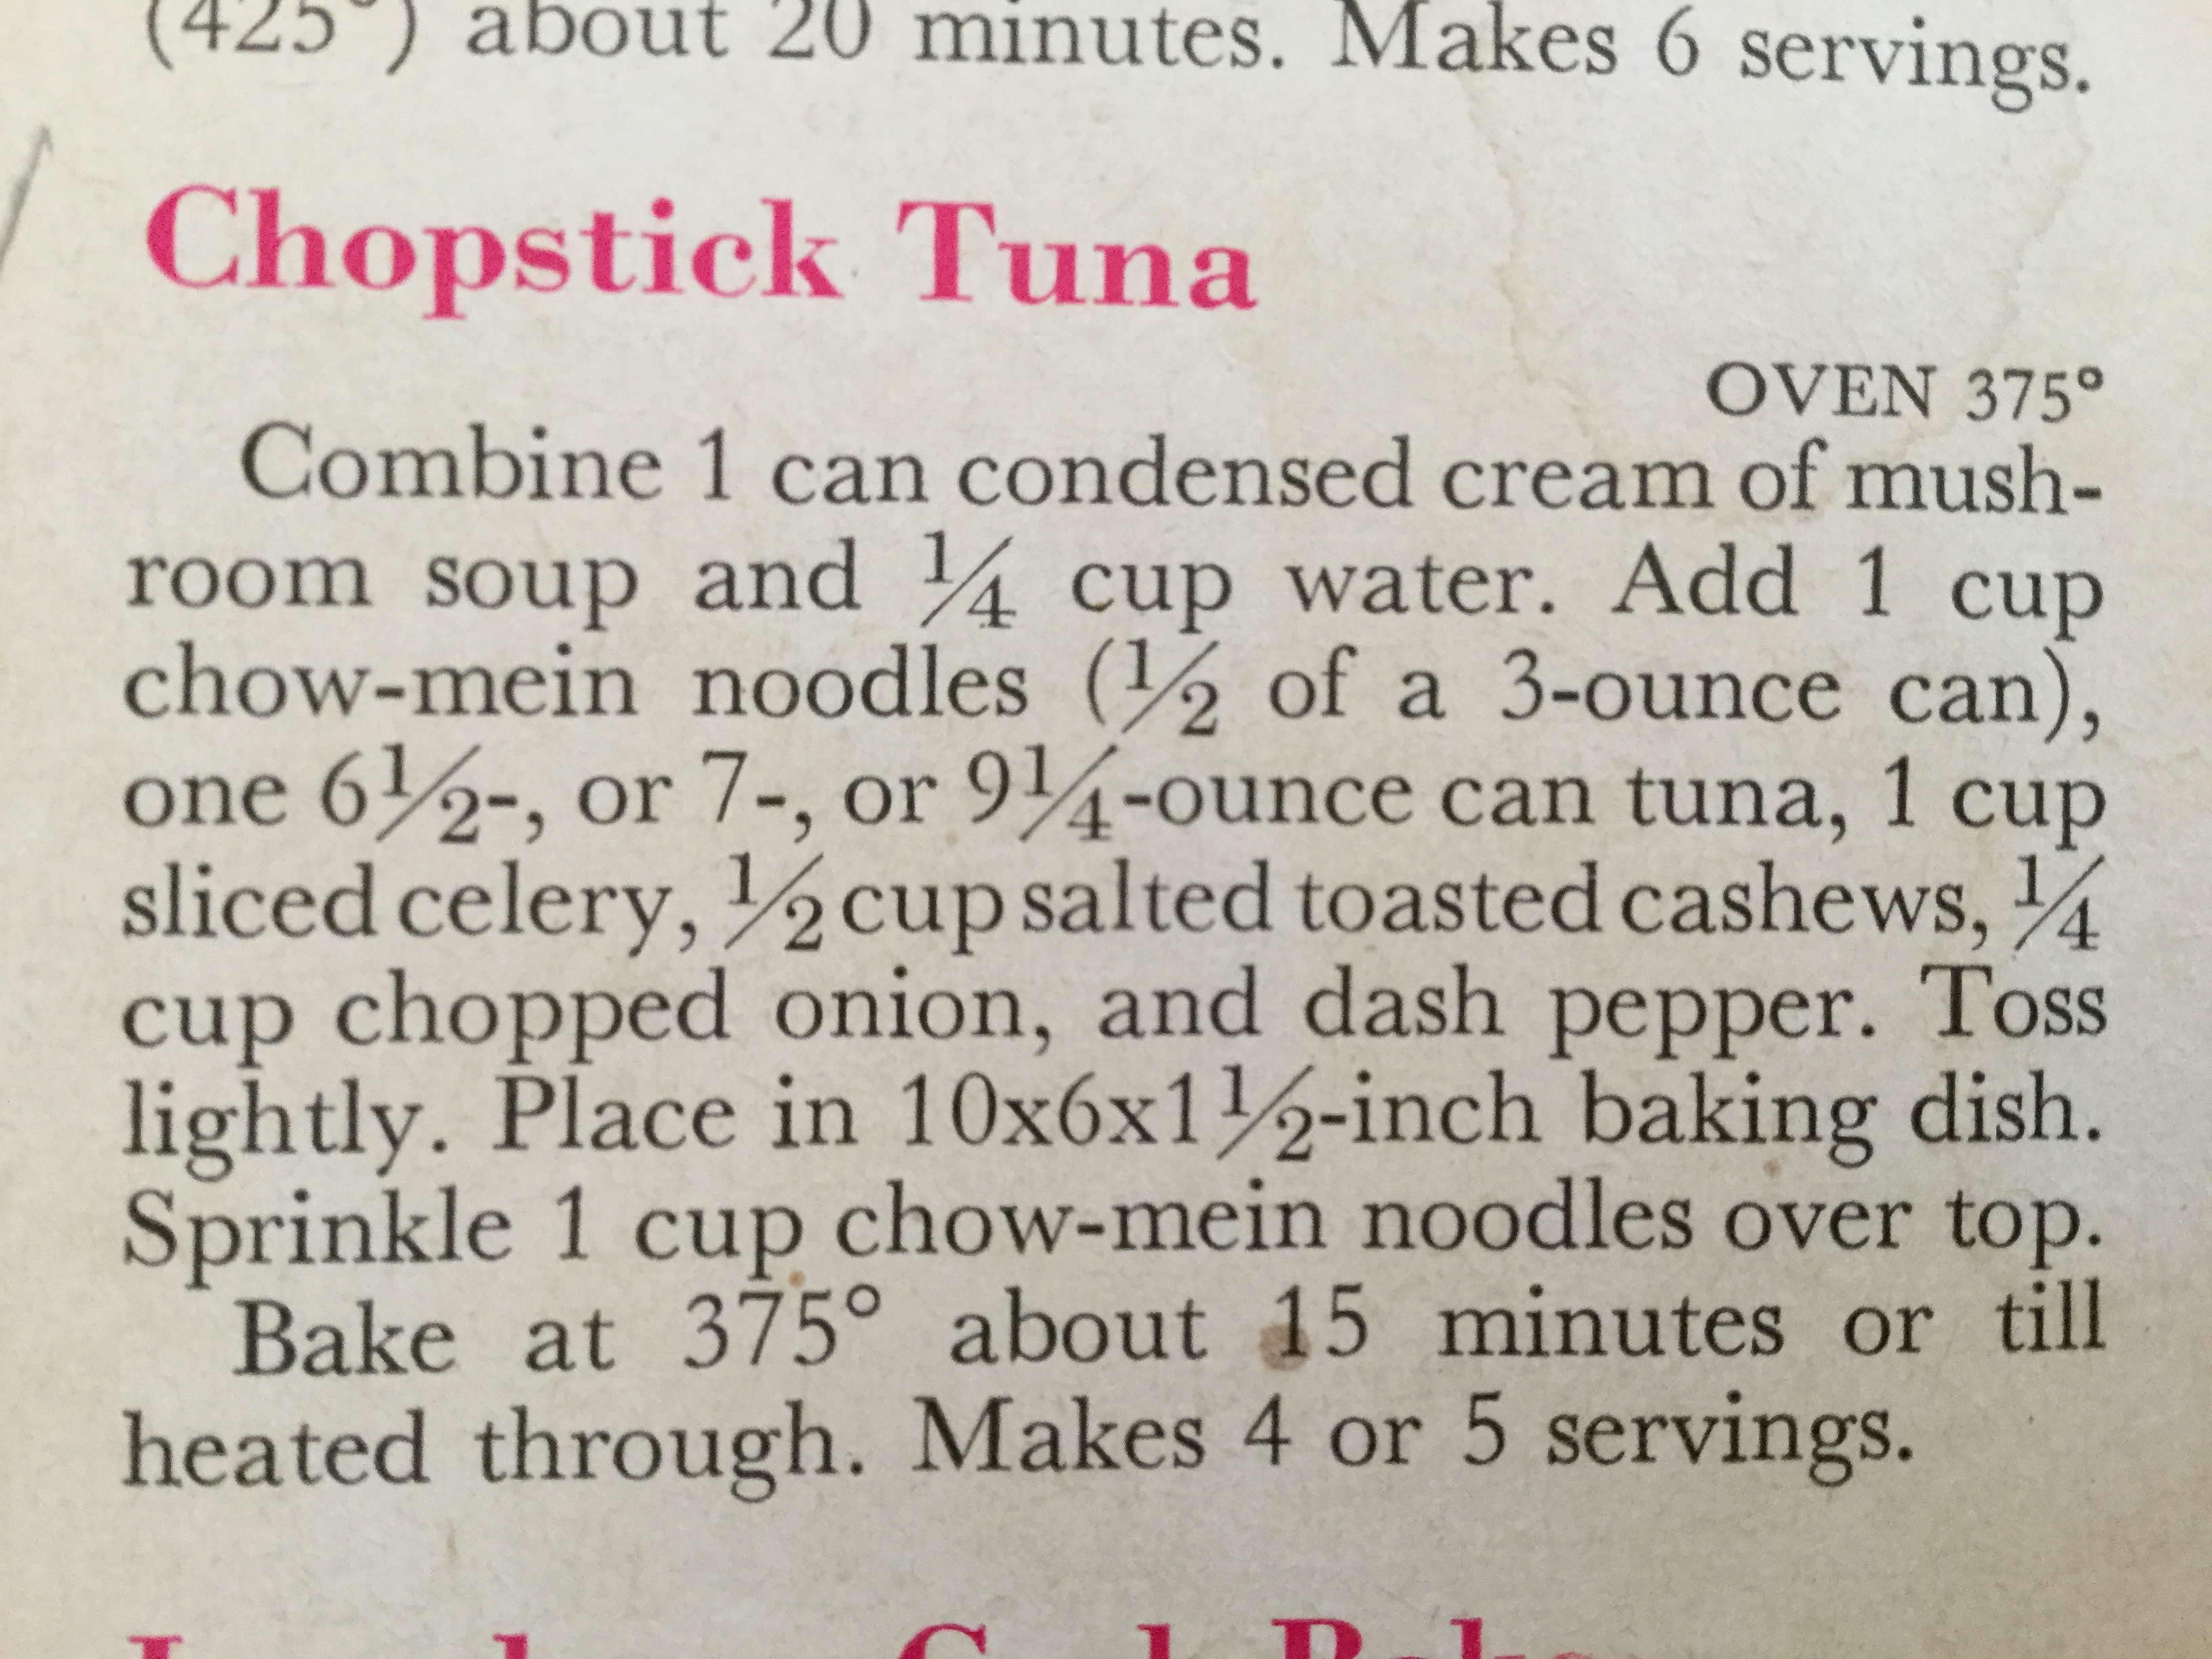 (425°) about 20 minutes. Makes 6 servings.
Chopstick Tuna
OVEN 375°
Combine 1 can condensed cream of mush-
room soup and ¼ cup water. Add 1 cup
chow-mein noodles (½ of a 3-ounce can),
one 6½-, or 7-, or 9¼-ounce can tuna, 1 cup
sliced celery, ½ cup salted toasted cashews, ¼
cup chopped onion, and dash pepper. Toss
lightly. Place in 10x6x1½-inch baking dish.
Sprinkle 1 cup chow-mein noodles over top.
Bake at 375° about 15 minutes or till
heated through. Makes 4 or 5 servings.